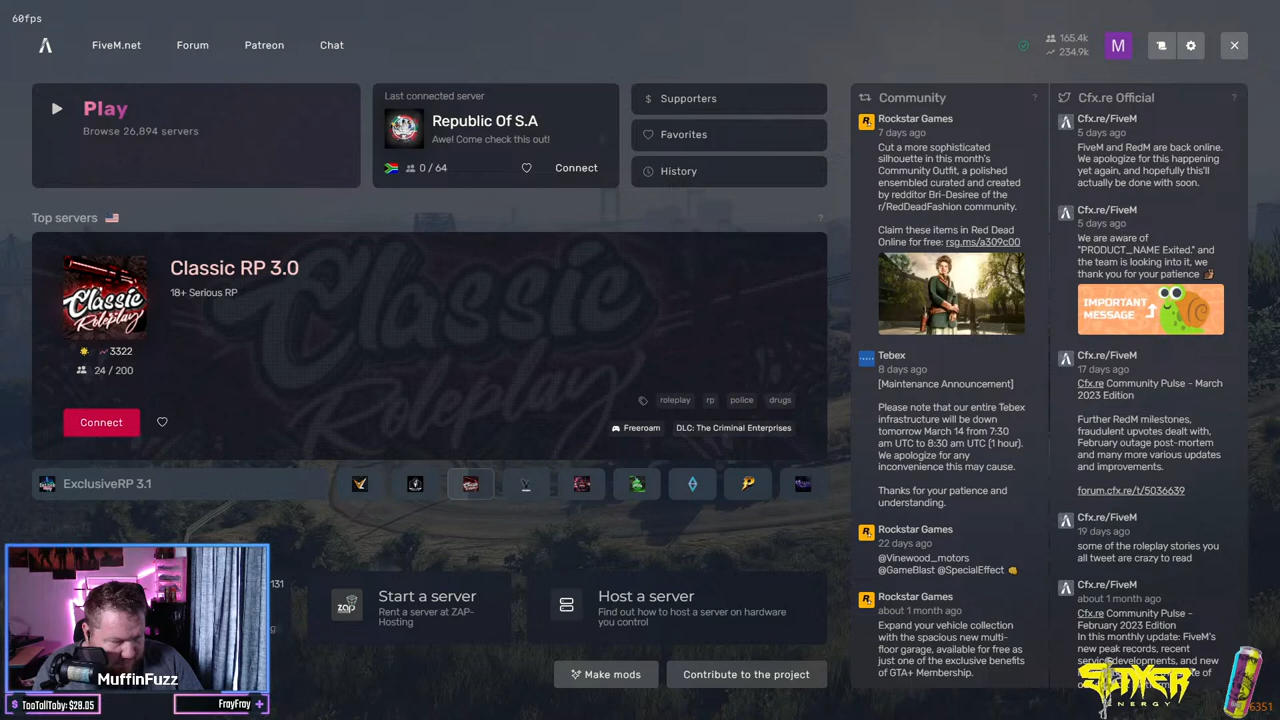 60fps
FiveM.net
Forum
Patreon
Chat
165.4k
234.9k
M
Play
Browse 26,894 servers
Last connected server
Republic Of S.A
Awe! Come check this out!
0 / 64
Connect
$ Supporters
Favorites
History
Top servers
?
Classic RP 3.0
18+ Serious RP
Classic
Roleplay
3322
24 / 200
Connect
roleplay
rp
police
drugs
Freeroam
DLC: The Criminal Enterprises
ExclusiveRP 3.1
131
zap
Start a server
Rent a server at ZAP-
Hosting
Host a server
Find out how to host a server on hardware
you control
Make mods
Contribute to the project
Community
?
Rockstar Games
7 days ago
Cut a more sophisticated
silhouette in this month's
Community Outfit, a polished
ensembled curated and created
by redditor Bri-Desiree of the
r/RedDeadFashion community.
Claim these items in Red Dead
Online for free: rsg.ms/a309c00
Tebex
8 days ago
[Maintenance Announcement]
Please note that our entire Tebex
infrastructure will be down
tomorrow March 14 from 7:30
am UTC to 8:30 am UTC (1 hour).
We apologize for any
inconvenience this may cause.
Thanks for your patience and
understanding.
Rockstar Games
22 days ago
@Vinewood_motors
@GameBlast @SpecialEffect
Rockstar Games
about 1 month ago
Expand your vehicle collection
with the spacious new multi-
floor garage, available for free as
just one of the exclusive benefits
of GTA+ Membership.
Cfx.re Official
?
Cfx.re/FiveM
5 days ago
FiveM and RedM are back online.
We apologize for this happening
yet again, and hopefully this'll
actually be done with soon.
Cfx.re/FiveM
5 days ago
We are aware of
"PRODUCT_NAME Exited." and
the team is looking into it, we
thank you for your patience
IMPORTANT
MESSAGE
Cfx.re/FiveM
17 days ago
Cfx.re Community Pulse - March
2023 Edition
Further RedM milestones,
fraudulent upvotes dealt with,
February outage post-mortem
and many more various updates
and improvements.
forum.cfx.re/t/5036639
Cfx.re/FiveM
19 days ago
some of the roleplay stories you
all tweet are crazy to read
Cfx.re/FiveM
about 1 month ago
Cfx.re Community Pulse -
February 2023 Edition
In this monthly update: FiveM's
new peak records, recent
service developments, and new
of
MuffinFuzz
$ TooTallToby: $28.05
FrayFray +
ENERGY
6351